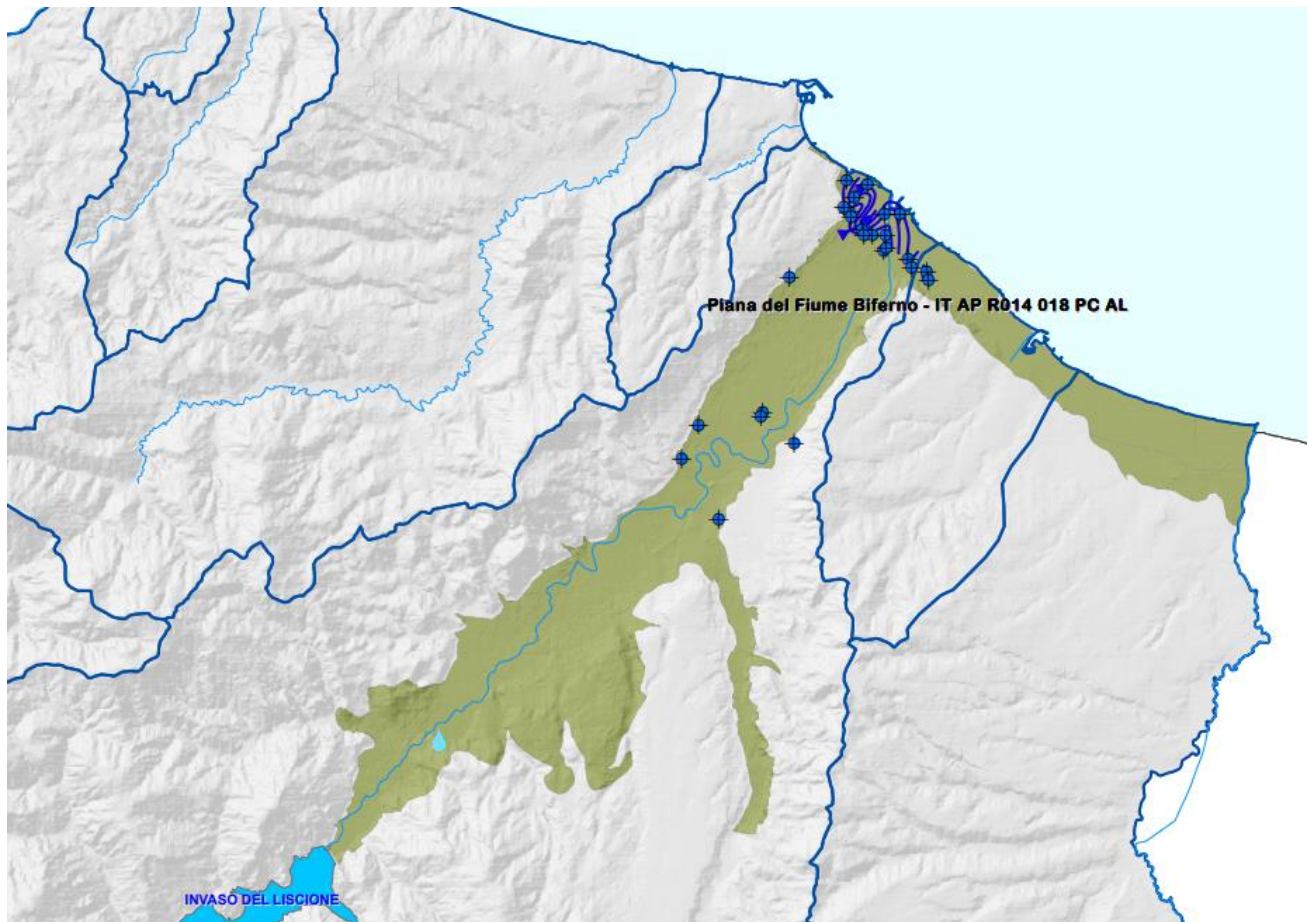 Piana del Fiume Biferno - IT AP R014 018 PC AL
INVASO DEL LISCIONE